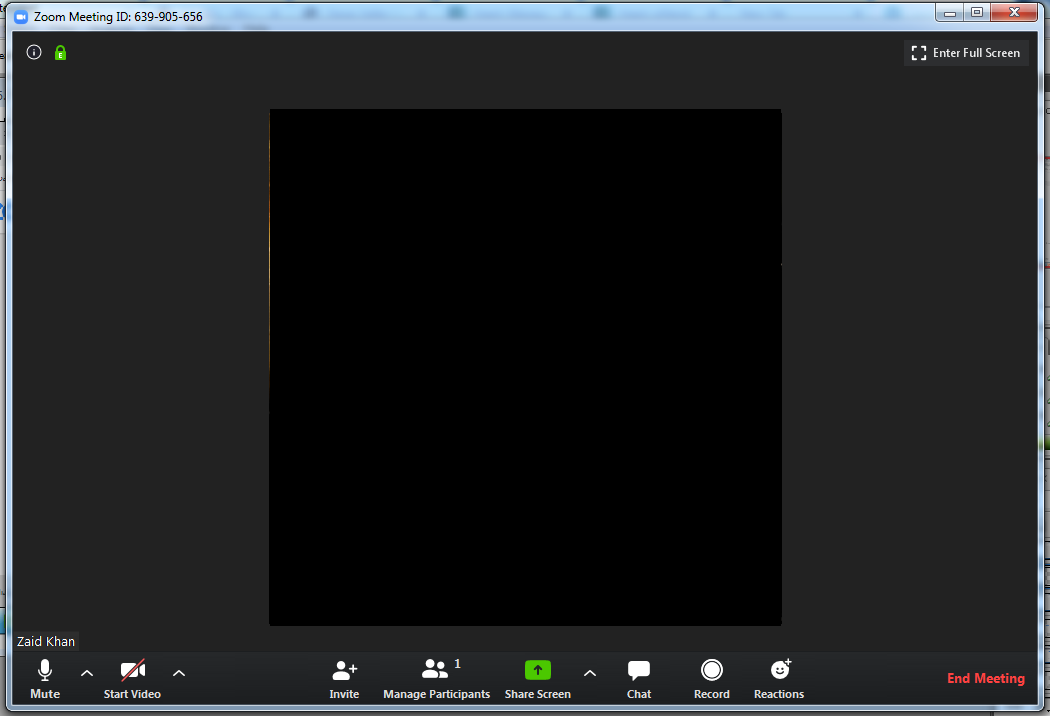 Zoom Meeting ID: 639-905-656
Enter Full Screen
Zaid Khan
1
Mute
Start Video
Invite
Manage Participants
Share Screen
Chat
Record
Reactions
End Meeting